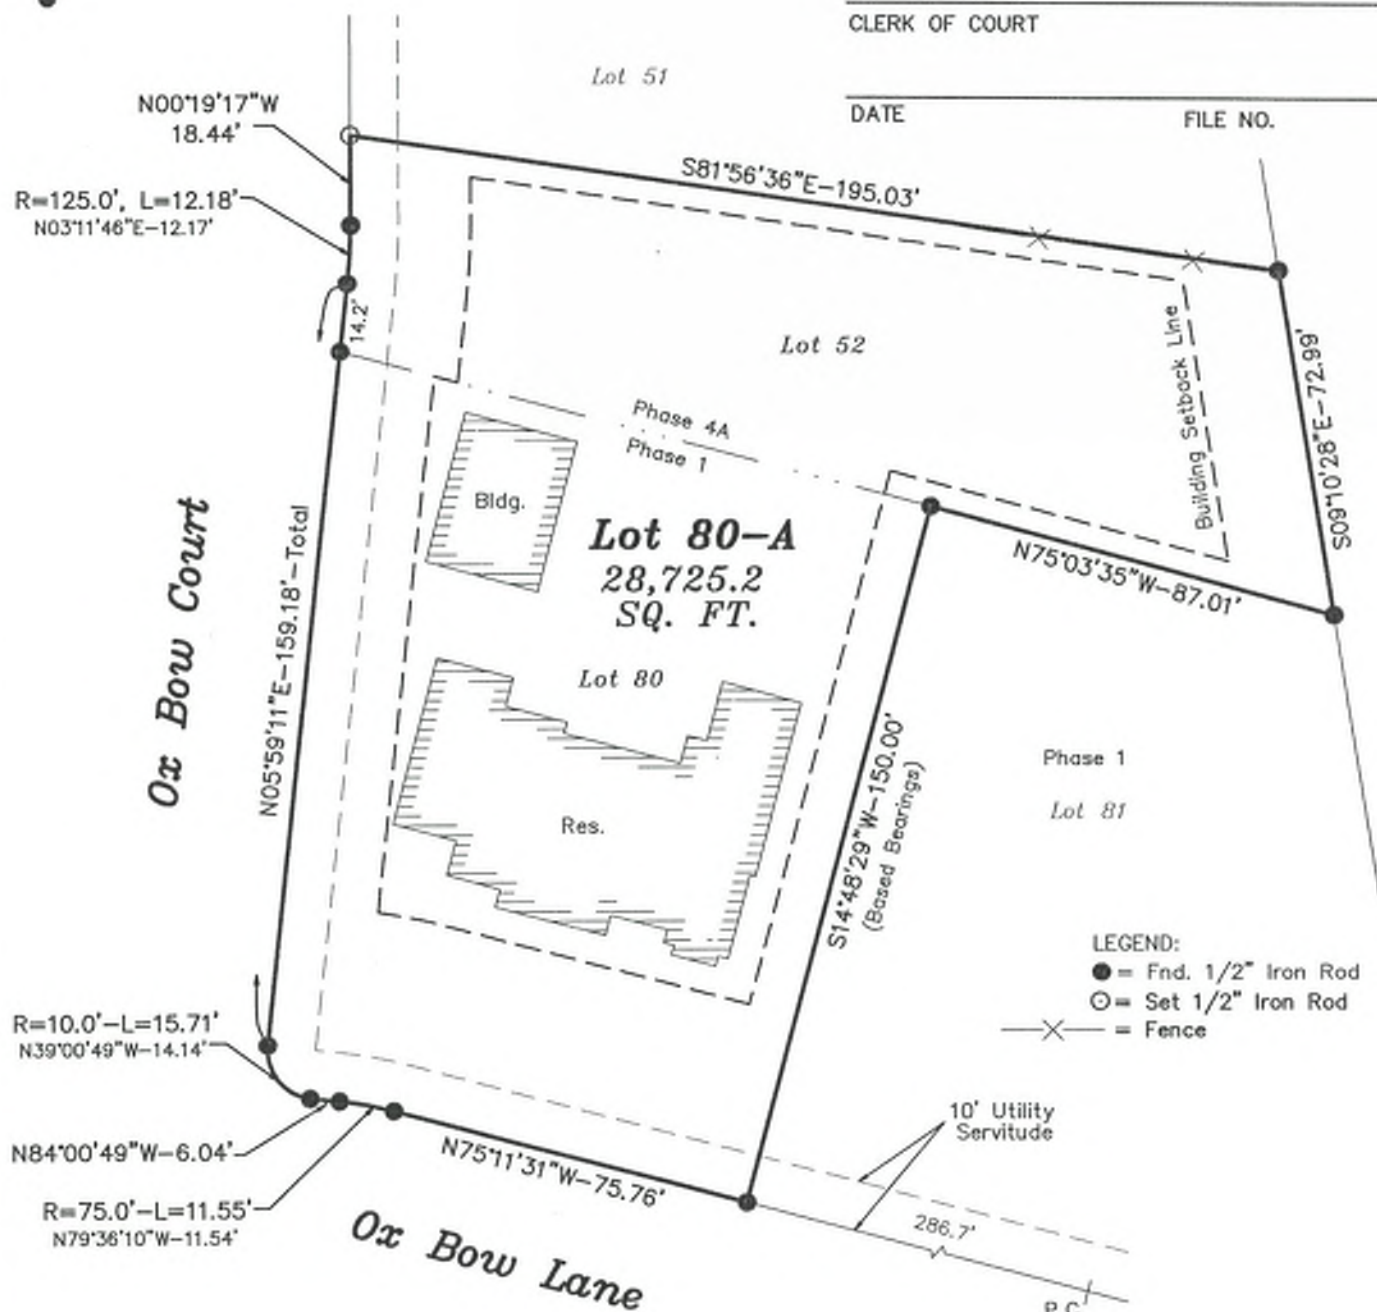 CLERK OF COURT
DATE
FILE NO.
Lot 51
N00°19'17"W
18.44'
S81°56'36"E-195.03'
R=125.0', L=12.18'
N03°11'46"E-12.17'
14.2'
Lot 52
Building Setback Line
S09°10'28"E-72.99'
Phase 4A
Phase 1
Bldg.
Lot 80-A
28,725.2
SQ. FT.
N75°03'35"W-87.01'
Ox Bow Court
N05°59'11"E-159.18'-Total
Lot 80
Res.
S14°48'29"W-150.00'
(Based Bearings)
Phase 1
Lot 81
LEGEND:
= Fnd. 1/2" Iron Rod
= Set 1/2" Iron Rod
= Fence
R=10.0'-L=15.71'
N39°00'49"W-14.14'
N84°00'49"W-6.04'
R=75.0'-L=11.55'
N79°36'10"W-11.54'
N75°11'31"W-75.76'
10' Utility
Servitude
286.7'
Ox Bow Lane
P.C.